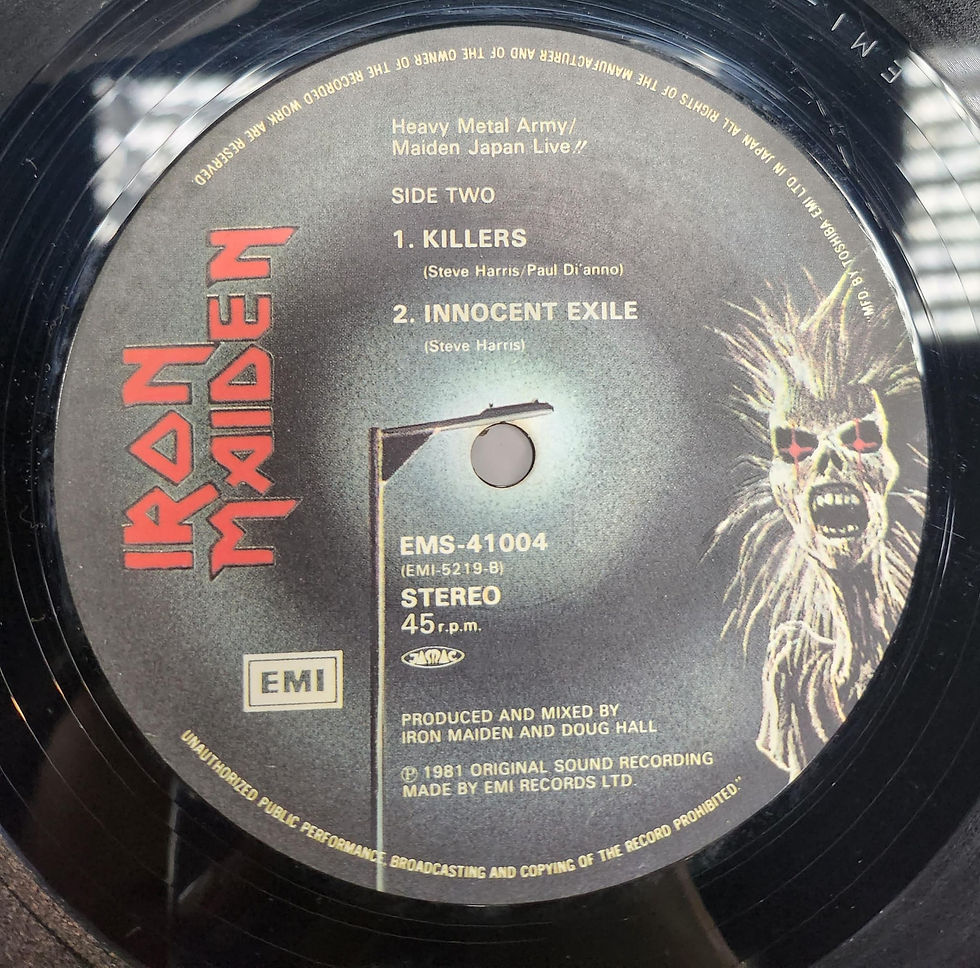 EMI-
MFD. BY TOSHIBA-EMI LTD IN JAPAN ALL RIGHTS OF THE MANUFACTURER AND OF THE OWNER OF THE RECORDED WORK ARE RESERVED.
Heavy Metal Army/
Maiden Japan Live!!
SIDE TWO
1. KILLERS
(Steve Harris/Paul Di'anno)
2. INNOCENT EXILE
(Steve Harris)
IRON
MAIDEN
EMS-41004
(EMI-5219-B)
STEREO
45 r.p.m.
JASRAC
EMI
PRODUCED AND MIXED BY
IRON MAIDEN AND DOUG HALL
℗ 1981 ORIGINAL SOUND RECORDING
MADE BY EMI RECORDS LTD.
UNAUTHORIZED PUBLIC PERFORMANCE, BROADCASTING AND COPYING OF THE RECORD PROHIBITED."